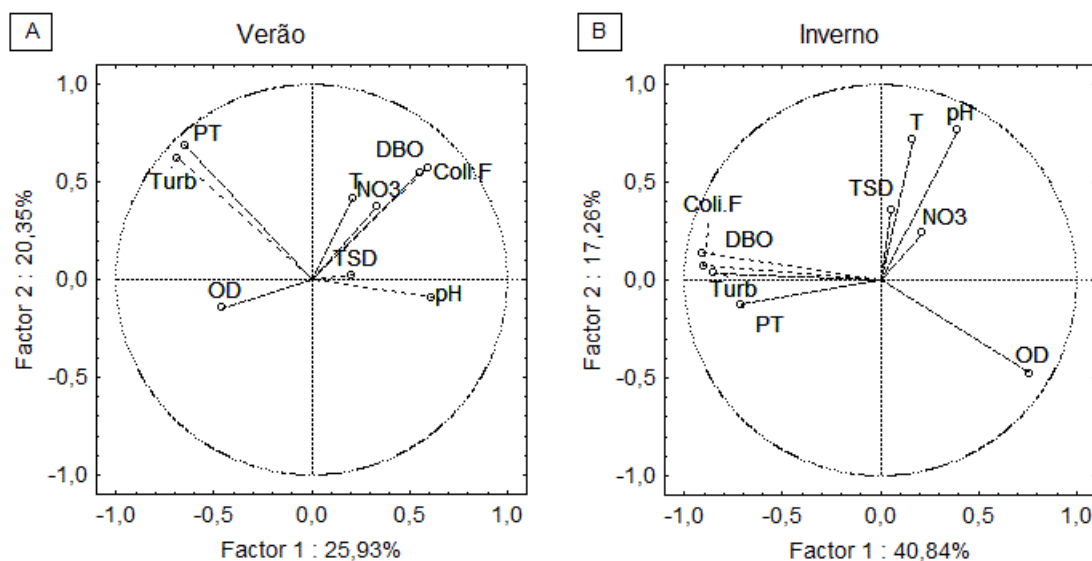 A
Verão
1,0
0,5
0,0
-0,5
-1,0
Factor 2 : 20,35%
PT
Turb
DBO
Coli.F
T
NO3
TSD
OD
pH
-1,0 -0,5 0,0 0,5 1,0
Factor 1 : 25,93%
B
Inverno
1,0
0,5
0,0
-0,5
-1,0
Factor 2 : 17,26%
T
pH
TSD
Coli.F
NO3
DBO
Turb
PT
OD
-1,0 -0,5 0,0 0,5 1,0
Factor 1 : 40,84%